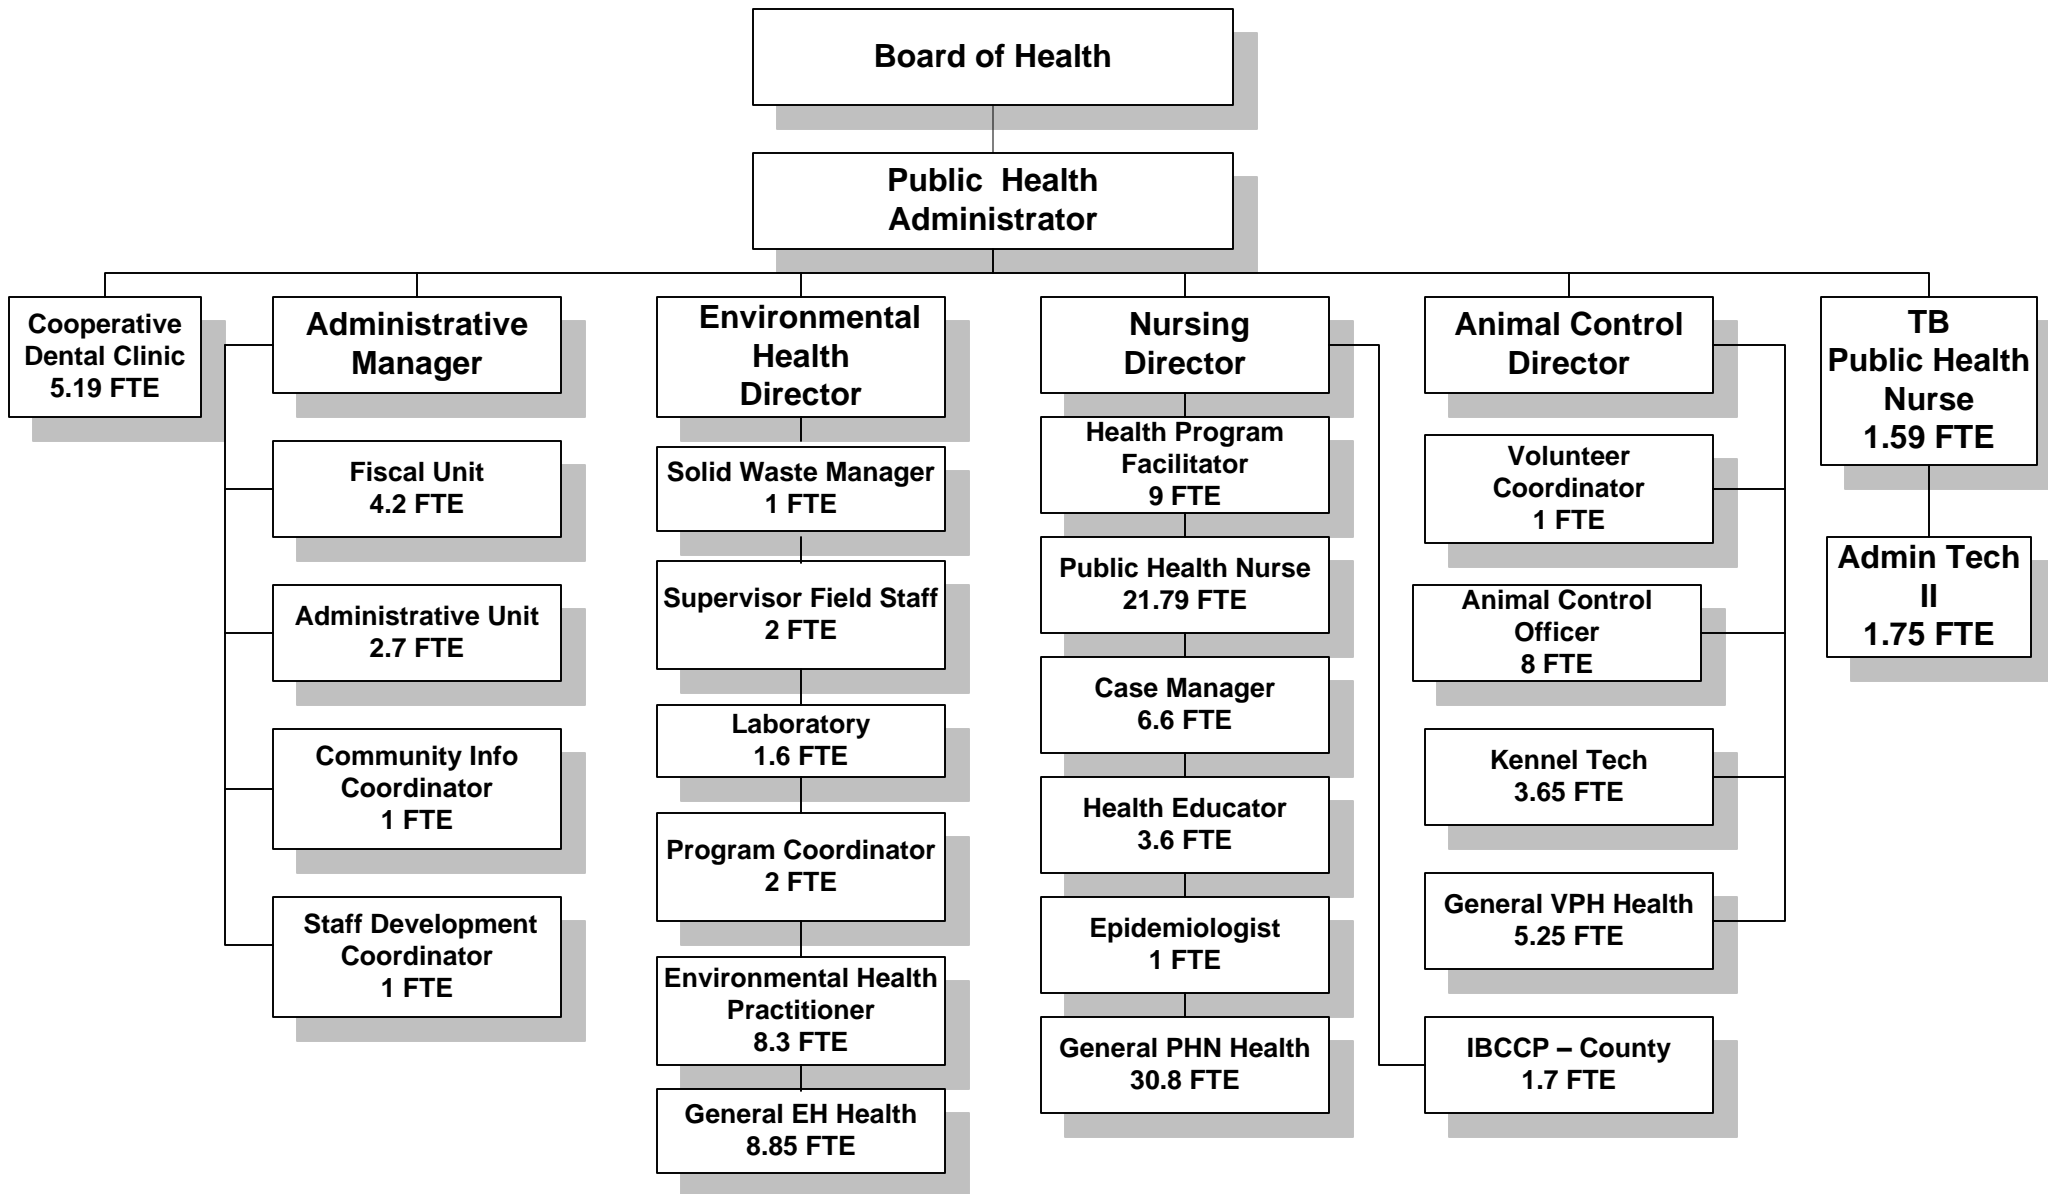 Board of Health
Public Health
Administrator
Cooperative
Dental Clinic
5.19 FTE
Administrative
Manager
Fiscal Unit
4.2 FTE
Administrative Unit
2.7 FTE
Community Info
Coordinator
1 FTE
Staff Development
Coordinator
1 FTE
Environmental
Health
Director
Solid Waste Manager
1 FTE
Supervisor Field Staff
2 FTE
Laboratory
1.6 FTE
Program Coordinator
2 FTE
Environmental Health
Practitioner
8.3 FTE
General EH Health
8.85 FTE
Nursing
Director
Health Program
Facilitator
9 FTE
Public Health Nurse
21.79 FTE
Case Manager
6.6 FTE
Health Educator
3.6 FTE
Epidemiologist
1 FTE
General PHN Health
30.8 FTE
Animal Control
Director
Volunteer
Coordinator
1 FTE
Animal Control
Officer
8 FTE
Kennel Tech
3.65 FTE
General VPH Health
5.25 FTE
IBCCP – County
1.7 FTE
TB
Public Health
Nurse
1.59 FTE
Admin Tech
II
1.75 FTE